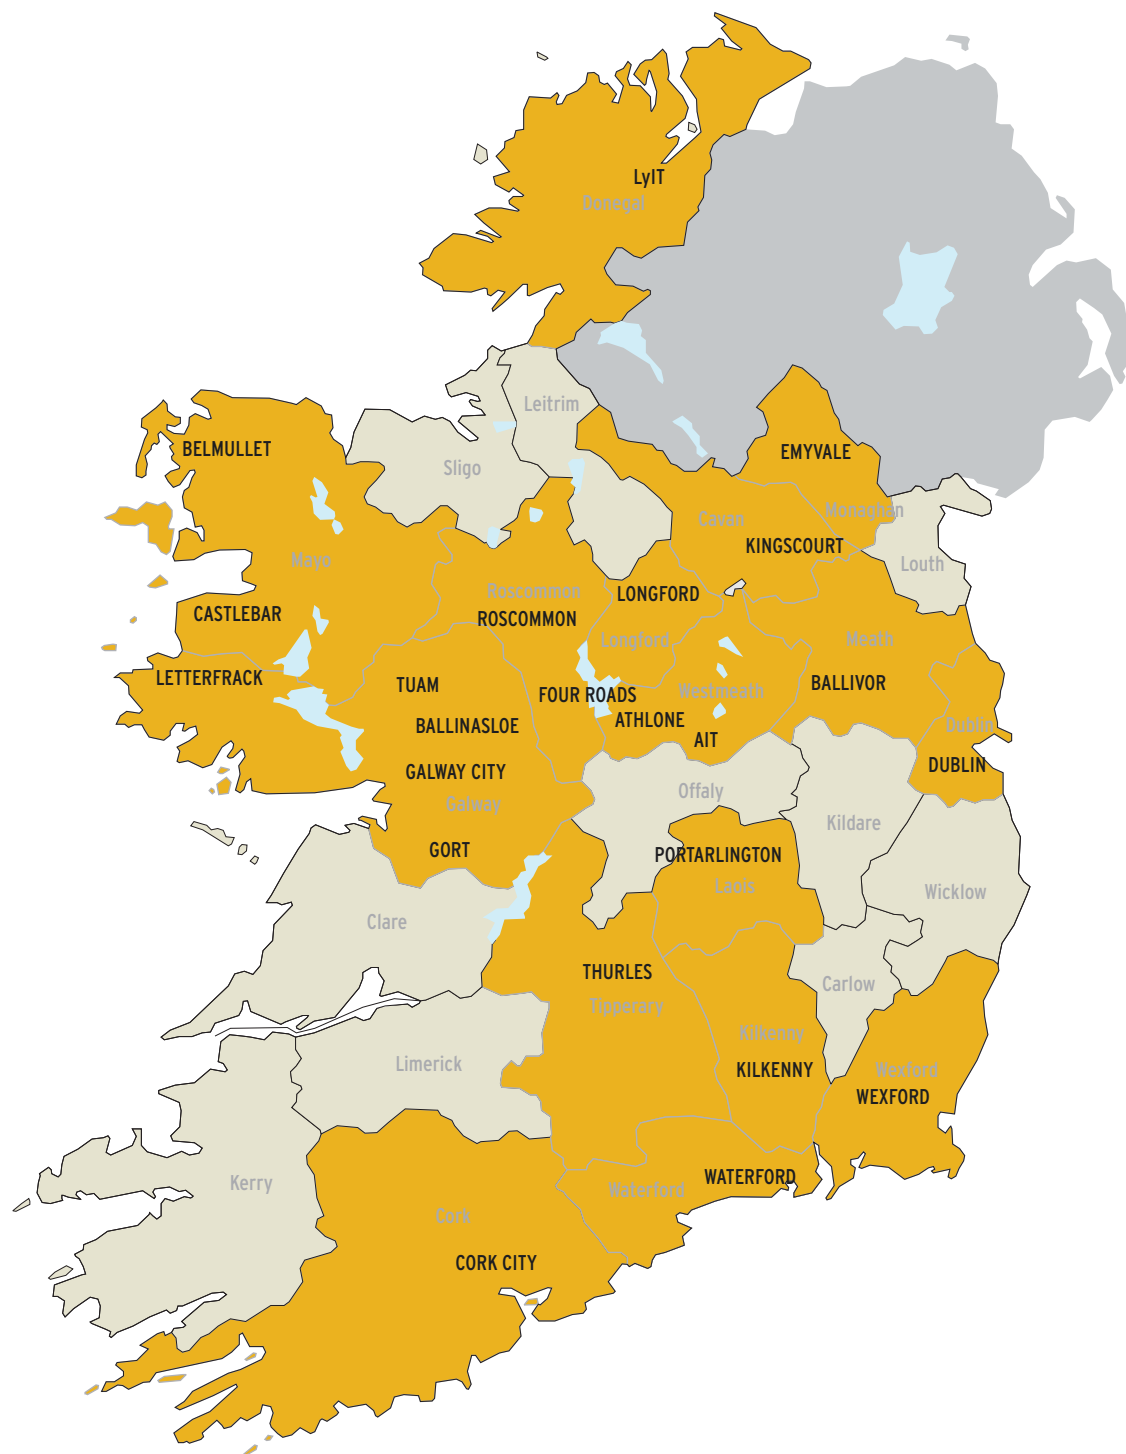 LyIT
Donegal
Leitrim
BELMULLET
EMYVALE
Sligo
Monaghan
Cavan
KINGSCOURT
Mayo
Louth
Roscommon
LONGFORD
CASTLEBAR
ROSCOMMON
Longford
Meath
LETTERFRACK
TUAM
FOUR ROADS
Westmeath
BALLIVOR
ATHLONE
BALLINASLOE
Dublin
AIT
DUBLIN
GALWAY CITY
Offaly
Galway
Kildare
GORT
PORTARLINGTON
Laois
Wicklow
Clare
THURLES
Carlow
Tipperary
Kilkenny
Limerick
KILKENNY
Wexford
WEXFORD
Kerry
WATERFORD
Waterford
Cork
CORK CITY